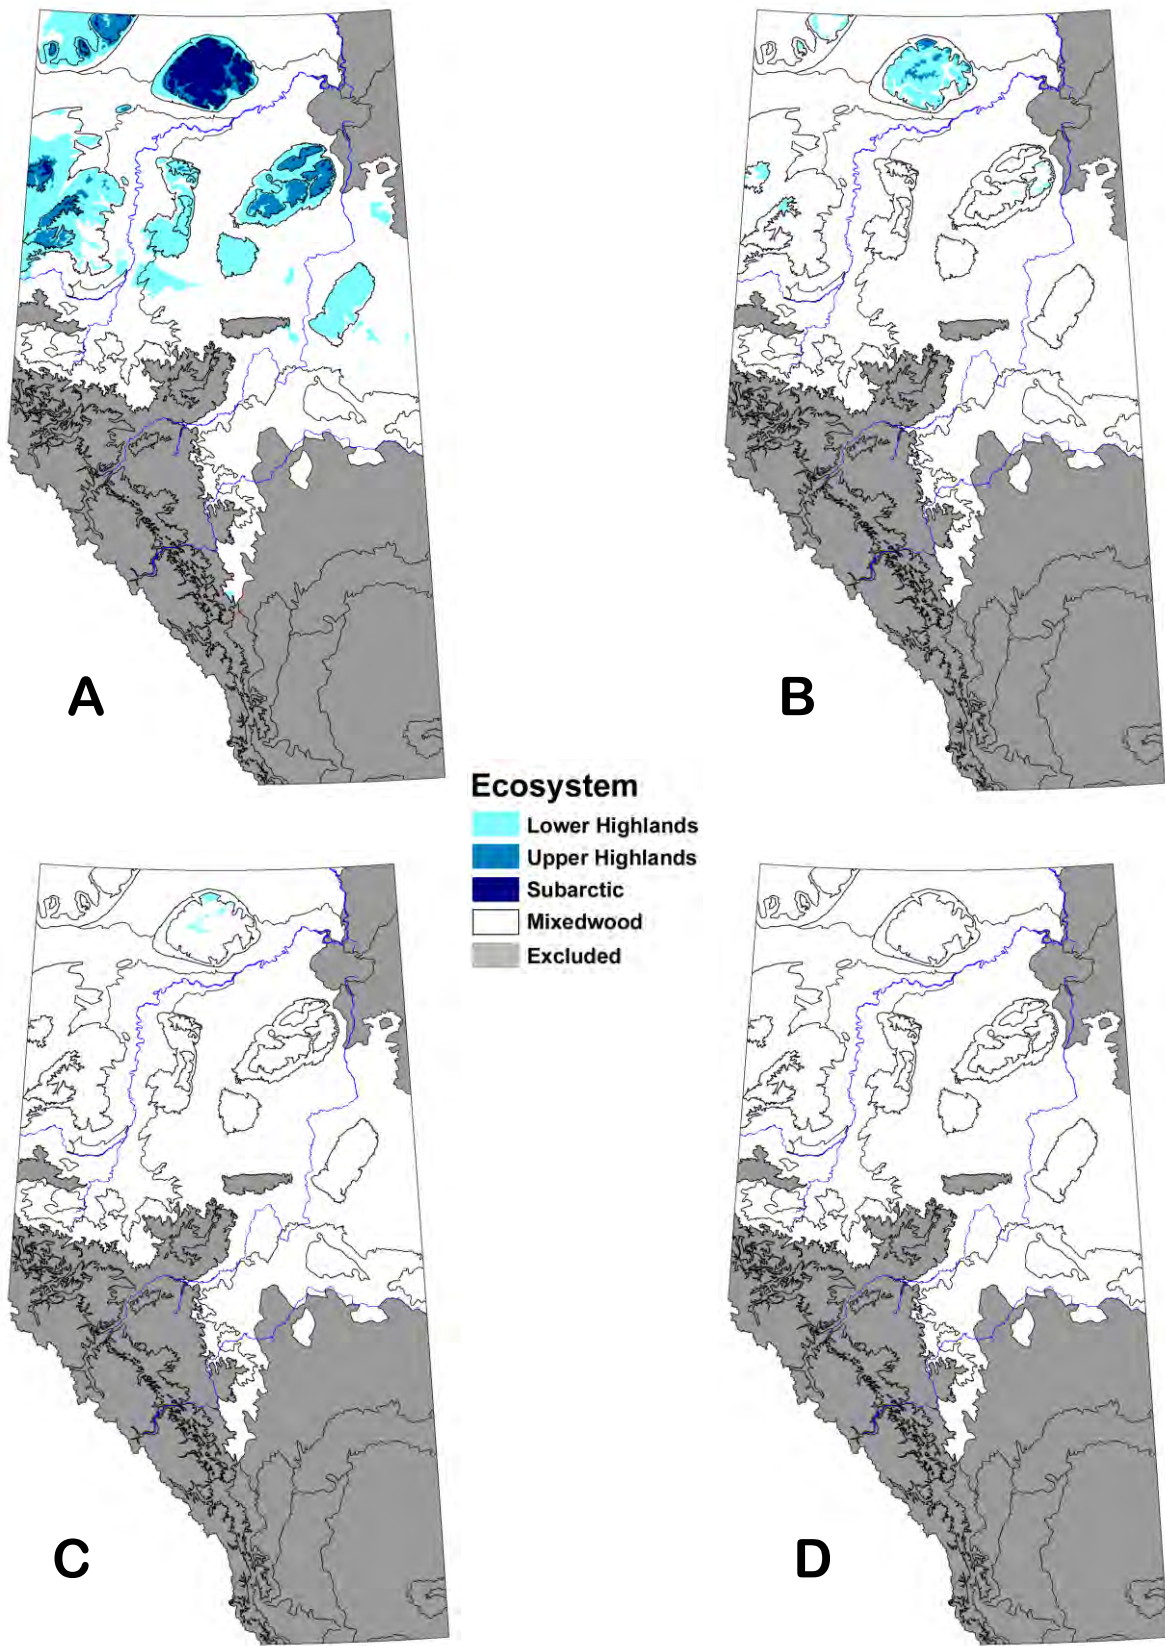 A
B
Ecosystem
Lower Highlands
Upper Highlands
Subarctic
Mixedwood
Excluded
C
D